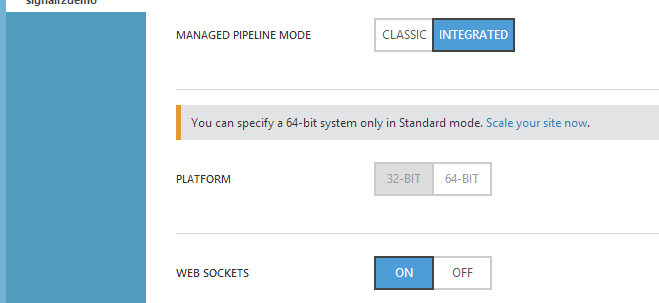 signalr2demo
MANAGED PIPELINE MODE
CLASSIC
INTEGRATED
You can specify a 64-bit system only in Standard mode. Scale your site now.
PLATFORM
32-BIT
64-BIT
WEB SOCKETS
ON
OFF